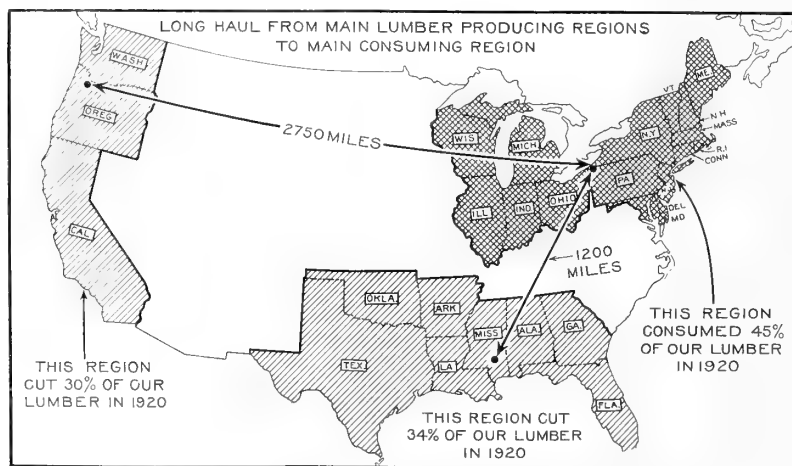 LONG HAUL FROM MAIN LUMBER PRODUCING REGIONS
TO MAIN CONSUMING REGION
WASH
OREG
CAL
2750 MILES
WIS
MICH
ILL
IND
OHIO
PA
N.Y
VT
ME.
N H
MASS
R.I
CONN
DEL
MD
1200
MILES
OKLA
ARK
TEX
LA
MISS
ALA
GA
FLA
THIS REGION
CUT 30% OF OUR
LUMBER IN 1920
THIS REGION CUT
34% OF OUR LUMBER
IN 1920
THIS REGION
CONSUMED 45%
OF OUR LUMBER
IN 1920